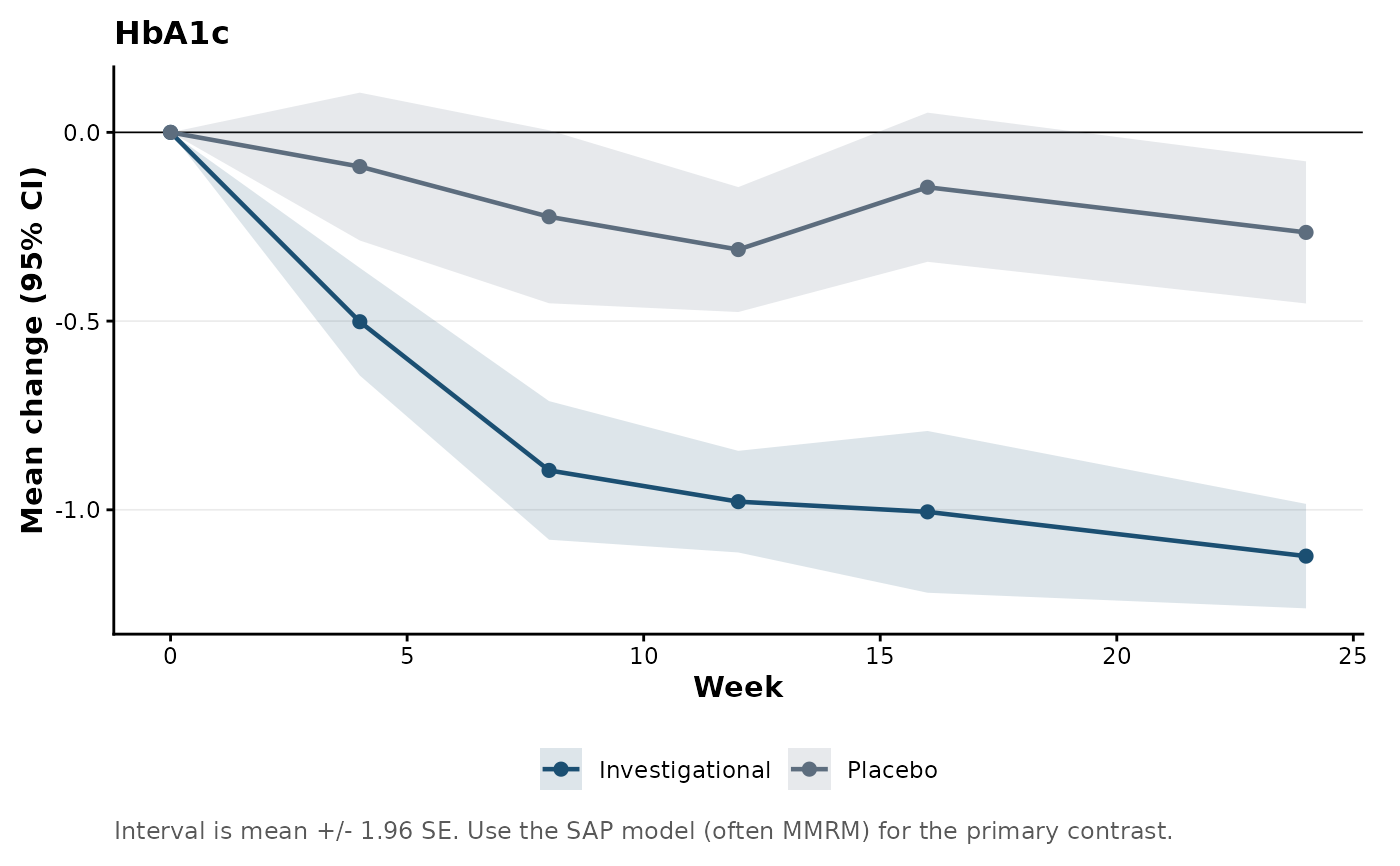 HbA1c
Mean change (95% CI)
0.0
-0.5
-1.0
0 5 10 15 20 25
Week
Investigational Placebo
Interval is mean +/- 1.96 SE. Use the SAP model (often MMRM) for the primary contrast.